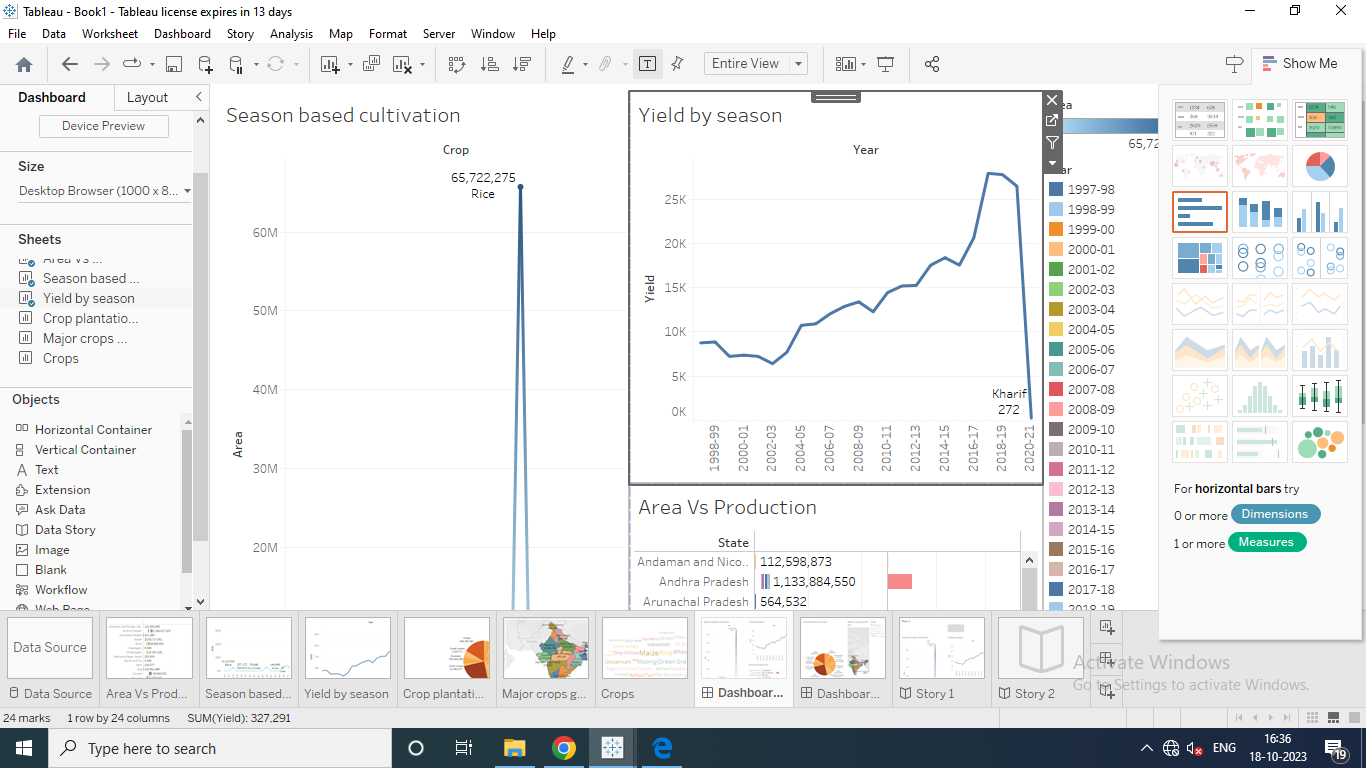 Tableau - Book1 - Tableau license expires in 13 days
File Data Worksheet Dashboard Story Analysis Map Format Server Window Help
Entire View
Show Me
Dashboard Layout
Device Preview
Size
Desktop Browser (1000 x 8...
Sheets
Season based ...
Yield by season
Crop plantatio...
Major crops ...
Crops
Objects
Horizontal Container
Vertical Container
Text
Extension
Ask Data
Data Story
Image
Blank
Workflow
Web Page
Season based cultivation
Crop
65,722,275
Rice
60M
50M
40M
30M
20M
Area
Yield by season
Year
25K
20K
15K
10K
5K
0K
Yield
Kharif
272
1998-99
2000-01
2002-03
2004-05
2006-07
2008-09
2010-11
2012-13
2014-15
2016-17
2018-19
2020-21
Area Vs Production
State
Andaman and Nico.. 112,598,873
Andhra Pradesh 1,133,884,550
Arunachal Pradesh 564,532
65,72
1997-98
1998-99
1999-00
2000-01
2001-02
2002-03
2003-04
2004-05
2005-06
2006-07
2007-08
2008-09
2009-10
2010-11
2011-12
2012-13
2013-14
2014-15
2015-16
2016-17
2017-18
2018-19
For horizontal bars try
0 or more Dimensions
1 or more Measures
Data Source
Data Source
Area Vs Prod...
Season based...
Yield by season
Crop plantati...
Major crops g...
Crops
Dashboar...
Dashboar...
Story 1
Story 2
Activate Windows
Go to Settings to activate Windows.
24 marks 1 row by 24 columns SUM(Yield): 327,291
Type here to search
ENG
16:36
18-10-2023
19